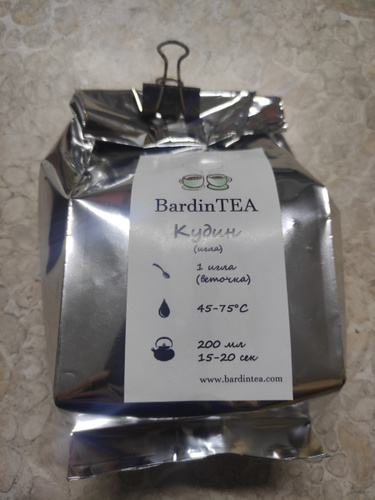 BardinTEA
Кудин
(игла)
1 игла
(веточка)
45-75°C
200 мл
15-20 сек
www.bardintea.com